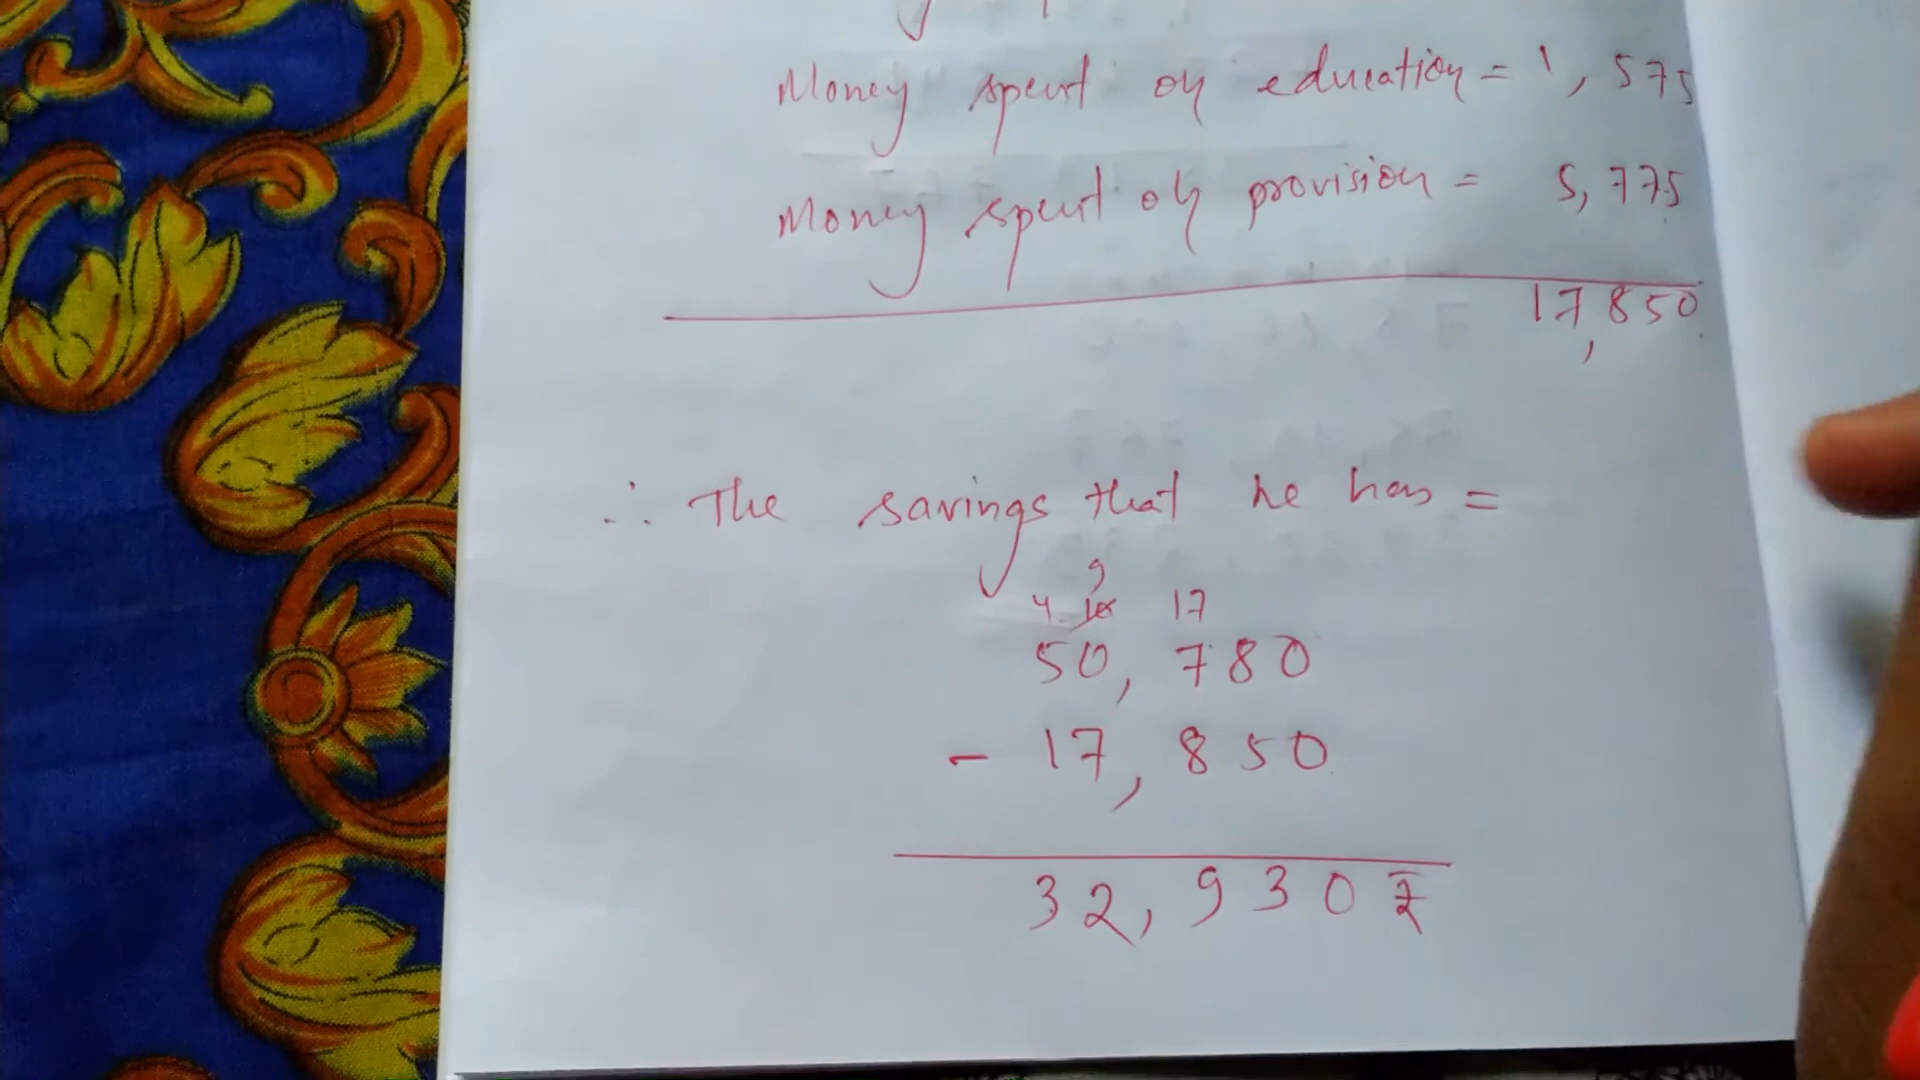 Money spent on education = 1,575
Money spent on provision = 5,775
17,850
∴ The savings that he has =
9
4 10 17
50,780
- 17,850
32,930₹